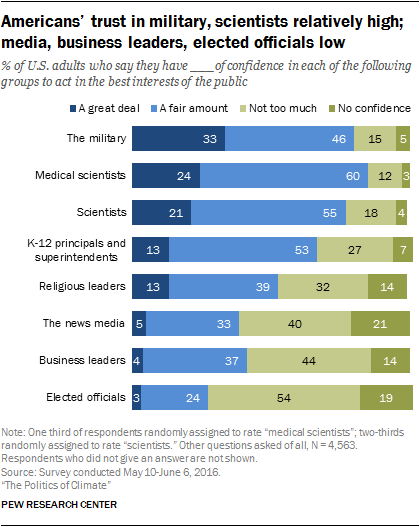 Americans' trust in military, scientists relatively high;
media, business leaders, elected officials low
% of U.S. adults who say they have ___ of confidence in each of the following
groups to act in the best interests of the public
A great deal A fair amount Not too much No confidence
The military 33 46 15 5
Medical scientists 24 60 12 3
Scientists 21 55 18 4
K-12 principals and
superintendents 13 53 27 7
Religious leaders 13 39 32 14
The news media 5 33 40 21
Business leaders 4 37 44 14
Elected officials 3 24 54 19
Note: One third of respondents randomly assigned to rate "medical scientists"; two-thirds
randomly assigned to rate "scientists." Other questions asked of all, N = 4,563.
Respondents who did not give an answer are not shown.
Source: Survey conducted May 10-June 6, 2016.
"The Politics of Climate"
PEW RESEARCH CENTER